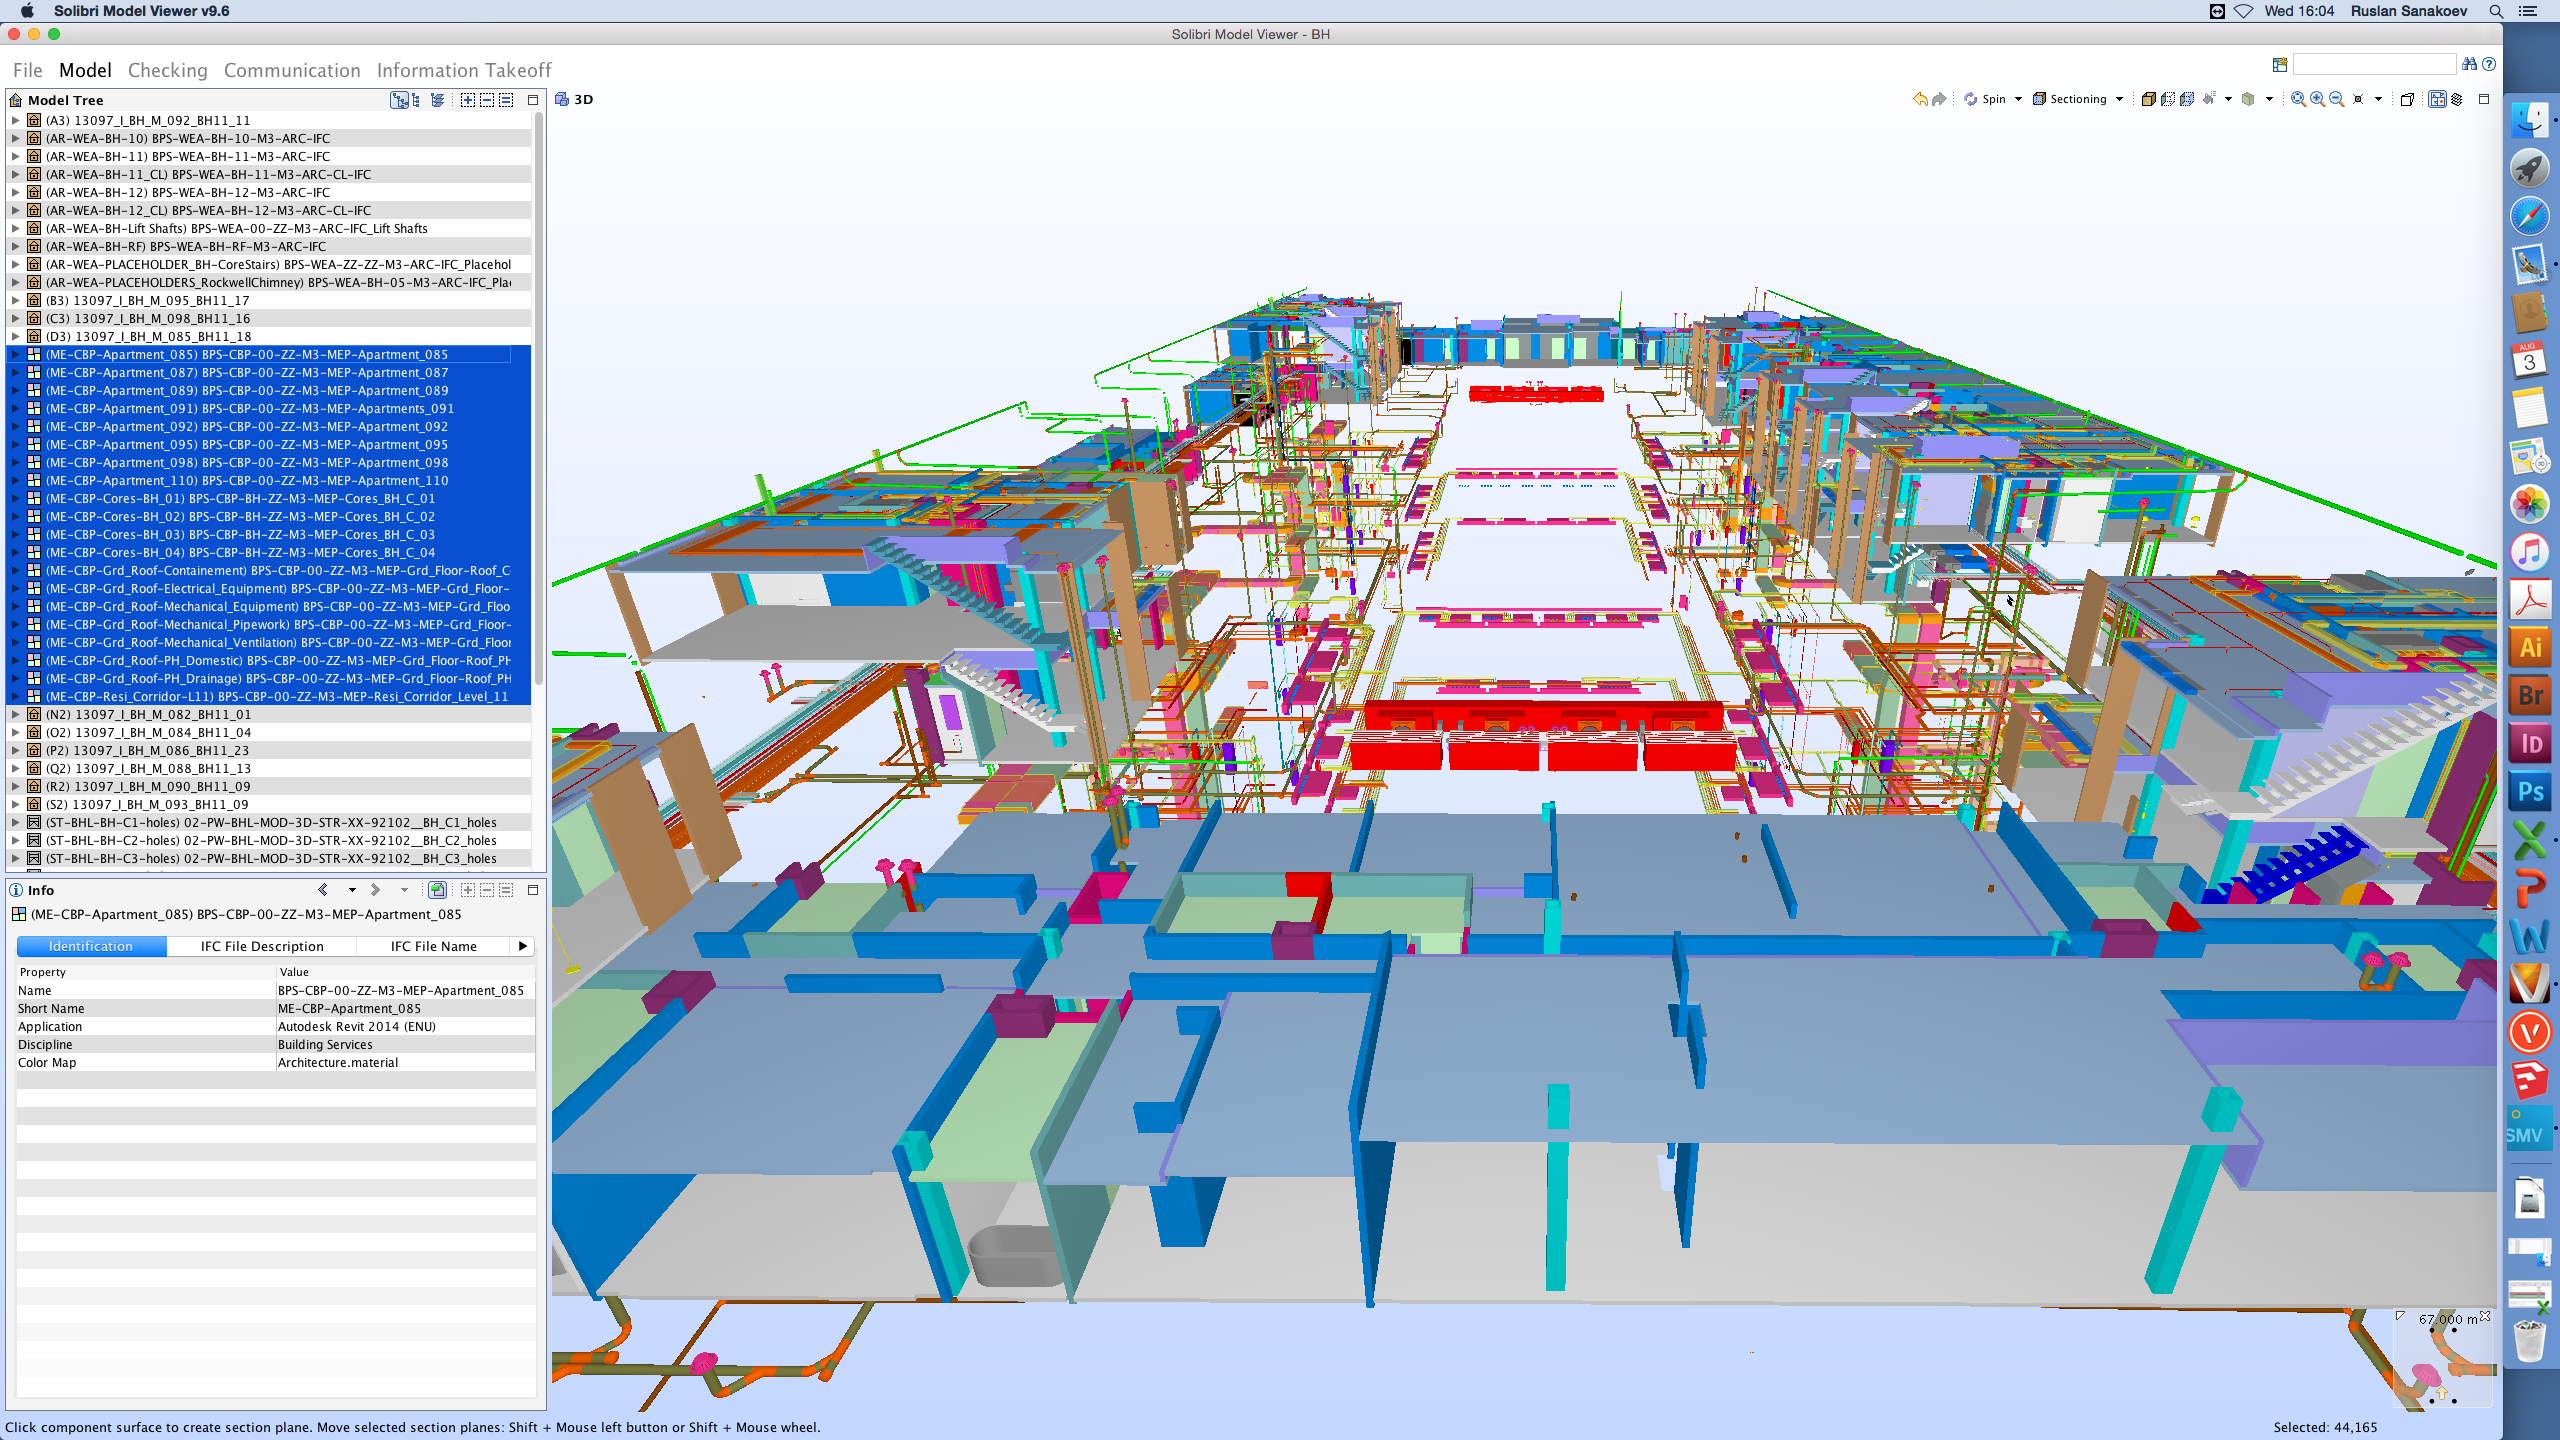 Solibri Model Viewer v9.6
Wed 16:04 Ruslan Sanakoev
Solibri Model Viewer - BH
File Model Checking Communication Information Takeoff
Model Tree
3D
Spin
Sectioning
(A3) 13097_I_BH_M_092_BH11_11
(AR-WEA-BH-10) BPS-WEA-BH-10-M3-ARC-IFC
(AR-WEA-BH-11) BPS-WEA-BH-11-M3-ARC-IFC
(AR-WEA-BH-11_CL) BPS-WEA-BH-11-M3-ARC-CL-IFC
(AR-WEA-BH-12) BPS-WEA-BH-12-M3-ARC-IFC
(AR-WEA-BH-12_CL) BPS-WEA-BH-12-M3-ARC-CL-IFC
(AR-WEA-BH-Lift Shafts) BPS-WEA-00-ZZ-M3-ARC-IFC_Lift Shafts
(AR-WEA-BH-RF) BPS-WEA-BH-RF-M3-ARC-IFC
(AR-WEA-PLACEHOLDER_BH-CoreStairs) BPS-WEA-ZZ-ZZ-M3-ARC-IFC_Placehol
(AR-WEA-PLACEHOLDERS_RockwellChimney) BPS-WEA-BH-05-M3-ARC-IFC_Pla
(B3) 13097_I_BH_M_095_BH11_17
(C3) 13097_I_BH_M_098_BH11_16
(D3) 13097_I_BH_M_085_BH11_18
(ME-CBP-Apartment_085) BPS-CBP-00-ZZ-M3-MEP-Apartment_085
(ME-CBP-Apartment_087) BPS-CBP-00-ZZ-M3-MEP-Apartment_087
(ME-CBP-Apartment_089) BPS-CBP-00-ZZ-M3-MEP-Apartment_089
(ME-CBP-Apartment_091) BPS-CBP-00-ZZ-M3-MEP-Apartments_091
(ME-CBP-Apartment_092) BPS-CBP-00-ZZ-M3-MEP-Apartment_092
(ME-CBP-Apartment_095) BPS-CBP-00-ZZ-M3-MEP-Apartment_095
(ME-CBP-Apartment_098) BPS-CBP-00-ZZ-M3-MEP-Apartment_098
(ME-CBP-Apartment_110) BPS-CBP-00-ZZ-M3-MEP-Apartment_110
(ME-CBP-Cores-BH_01) BPS-CBP-BH-ZZ-M3-MEP-Cores_BH_C_01
(ME-CBP-Cores-BH_02) BPS-CBP-BH-ZZ-M3-MEP-Cores_BH_C_02
(ME-CBP-Cores-BH_03) BPS-CBP-BH-ZZ-M3-MEP-Cores_BH_C_03
(ME-CBP-Cores-BH_04) BPS-CBP-BH-ZZ-M3-MEP-Cores_BH_C_04
(ME-CBP-Grd_Roof-Containement) BPS-CBP-00-ZZ-M3-MEP-Grd_Floor-Roof_C
(ME-CBP-Grd_Roof-Electrical_Equipment) BPS-CBP-00-ZZ-M3-MEP-Grd_Floor-
(ME-CBP-Grd_Roof-Mechanical_Equipment) BPS-CBP-00-ZZ-M3-MEP-Grd_Floo
(ME-CBP-Grd_Roof-Mechanical_Pipework) BPS-CBP-00-ZZ-M3-MEP-Grd_Floor-
(ME-CBP-Grd_Roof-Mechanical_Ventilation) BPS-CBP-00-ZZ-M3-MEP-Grd_Floor
(ME-CBP-Grd_Roof-PH_Domestic) BPS-CBP-00-ZZ-M3-MEP-Grd_Floor-Roof_PH
(ME-CBP-Grd_Roof-PH_Drainage) BPS-CBP-00-ZZ-M3-MEP-Grd_Floor-Roof_PH
(ME-CBP-Resi_Corridor-L11) BPS-CBP-00-ZZ-M3-MEP-Resi_Corridor_Level_11
(N2) 13097_I_BH_M_082_BH11_01
(O2) 13097_I_BH_M_084_BH11_04
(P2) 13097_I_BH_M_086_BH11_23
(Q2) 13097_I_BH_M_088_BH11_13
(R2) 13097_I_BH_M_090_BH11_09
(S2) 13097_I_BH_M_093_BH11_09
(ST-BHL-BH-C1-holes) 02-PW-BHL-MOD-3D-STR-XX-92102__BH_C1_holes
(ST-BHL-BH-C2-holes) 02-PW-BHL-MOD-3D-STR-XX-92102__BH_C2_holes
(ST-BHL-BH-C3-holes) 02-PW-BHL-MOD-3D-STR-XX-92102__BH_C3_holes
Info
(ME-CBP-Apartment_085) BPS-CBP-00-ZZ-M3-MEP-Apartment_085
Identification IFC File Description IFC File Name
Property Value
Name BPS-CBP-00-ZZ-M3-MEP-Apartment_085
Short Name ME-CBP-Apartment_085
Application Autodesk Revit 2014 (ENU)
Discipline Building Services
Color Map Architecture.material
67.000 m
Click component surface to create section plane. Move selected section planes: Shift + Mouse left button or Shift + Mouse wheel.
Selected: 44,165
AUG
3
Ai
Br
Id
Ps
SMV